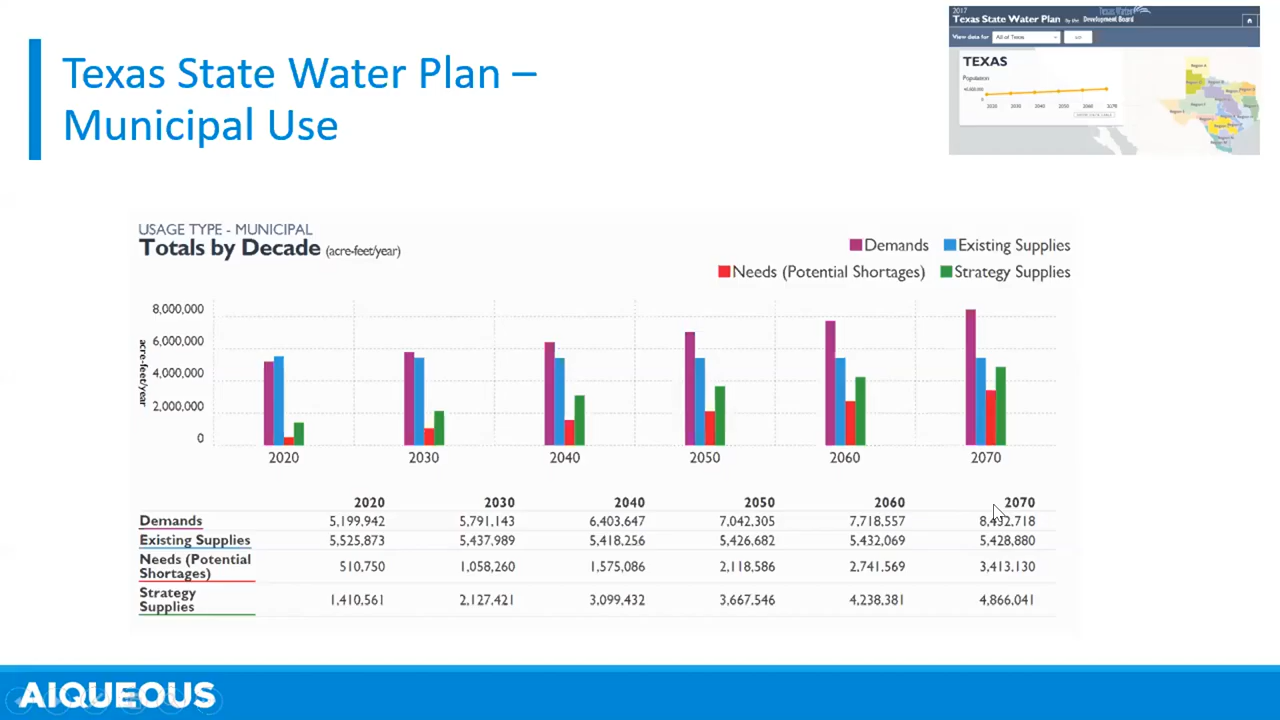 Texas State Water Plan –
Municipal Use
2017
Texas State Water Plan by the Texas Water Development Board
View data for All of Texas
TEXAS
Population
2020 2030 2040 2050 2060 2070
USAGE TYPE - MUNICIPAL
Totals by Decade (acre-feet/year)
Demands Existing Supplies
Needs (Potential Shortages) Strategy Supplies
8,000,000
6,000,000
4,000,000
2,000,000
0
acre-feet/year
2020 2030 2040 2050 2060 2070
2020 2030 2040 2050 2060 2070
Demands 5,199,942 5,791,143 6,403,647 7,042,305 7,718,557
Existing Supplies 5,525,873 5,437,989 5,418,256 5,426,682 5,432,069 5,428,880
Needs (Potential
Shortages) 510,750 1,058,260 1,575,086 2,118,586 2,741,569 3,413,130
Strategy
Supplies 1,410,561 2,127,421 3,099,432 3,667,546 4,238,381 4,866,041
AIQUEOUS